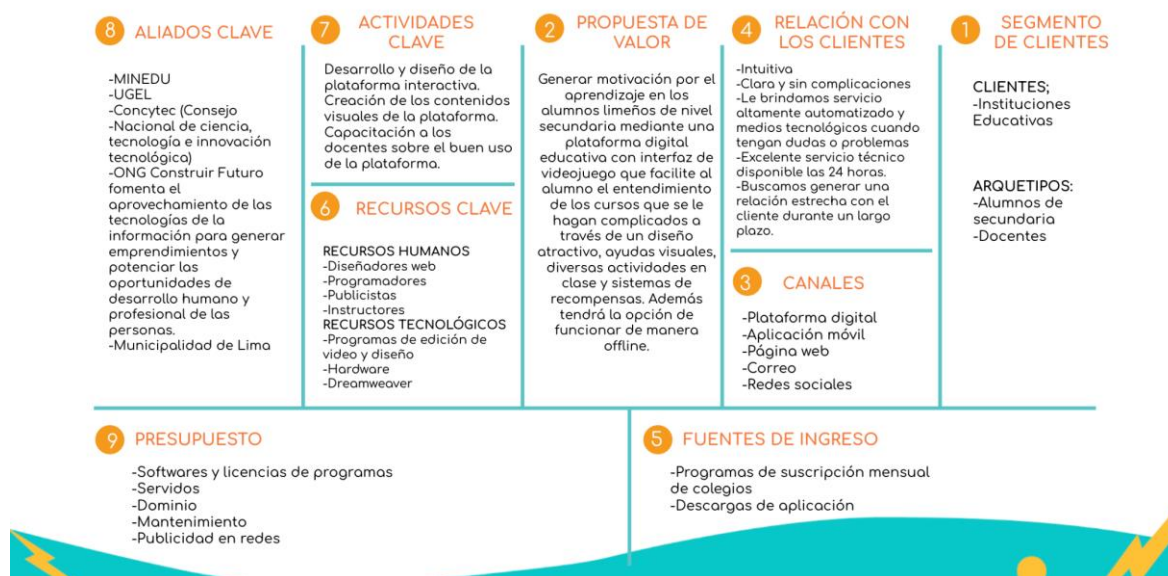 8 ALIADOS CLAVE
-MINEDU
-UGEL
-Concytec (Consejo
-Nacional de ciencia,
tecnología e innovación
tecnológica)
-ONG Construir Futuro
fomenta el
aprovechamiento de las
tecnologías de la
información para generar
emprendimientos y
potenciar las
oportunidades de
desarrollo humano y
profesional de las
personas.
-Municipalidad de Lima
7 ACTIVIDADES
CLAVE
Desarrollo y diseño de la
plataforma interactiva.
Creación de los contenidos
visuales de la plataforma.
Capacitación a los
docentes sobre el buen uso
de la plataforma.
6 RECURSOS CLAVE
RECURSOS HUMANOS
-Diseñadores web
-Programadores
-Publicistas
-Instructores
RECURSOS TECNOLÓGICOS
-Programas de edición de
video y diseño
-Hardware
-Dreamweaver
2 PROPUESTA DE
VALOR
Generar motivación por el
aprendizaje en los
alumnos limeños de nivel
secundaria mediante una
plataforma digital
educativa con interfaz de
videojuego que facilite al
alumno el entendimiento
de los cursos que se le
hagan complicados a
través de un diseño
atractivo, ayudas visuales,
diversas actividades en
clase y sistemas de
recompensas. Además
tendrá la opción de
funcionar de manera
offline.
4 RELACIÓN CON
LOS CLIENTES
-Intuitiva
-Clara y sin complicaciones
-Le brindamos servicio
altamente automatizado y
medios tecnológicos cuando
tengan dudas o problemas
-Excelente servicio técnico
disponible las 24 horas.
-Buscamos generar una
relación estrecha con el
cliente durante un largo
plazo.
3 CANALES
-Plataforma digital
-Aplicación móvil
-Página web
-Correo
-Redes sociales
1 SEGMENTO
DE CLIENTES
CLIENTES;
-Instituciones
Educativas
ARQUETIPOS:
-Alumnos de
secundaria
-Docentes
9 PRESUPUESTO
-Softwares y licencias de programas
-Servidos
-Dominio
-Mantenimiento
-Publicidad en redes
5 FUENTES DE INGRESO
-Programas de suscripción mensual
de colegios
-Descargas de aplicación